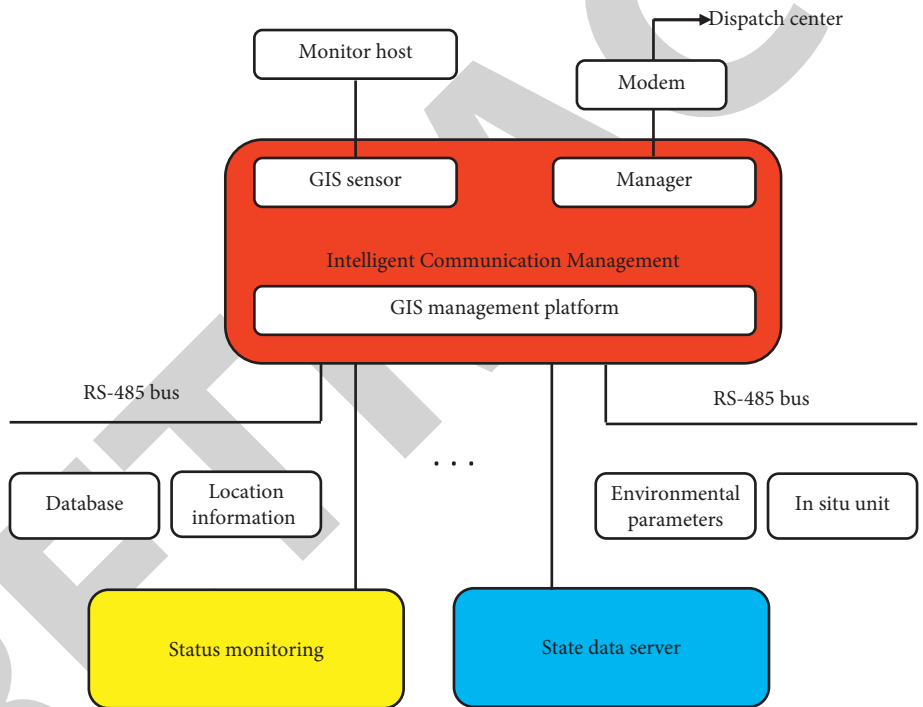 Dispatch center
Monitor host
Modem
GIS sensor
Manager
Intelligent Communication Management
GIS management platform
RS-485 bus
RS-485 bus
. . .
Database
Location
information
Environmental
parameters
In situ unit
Status monitoring
State data server